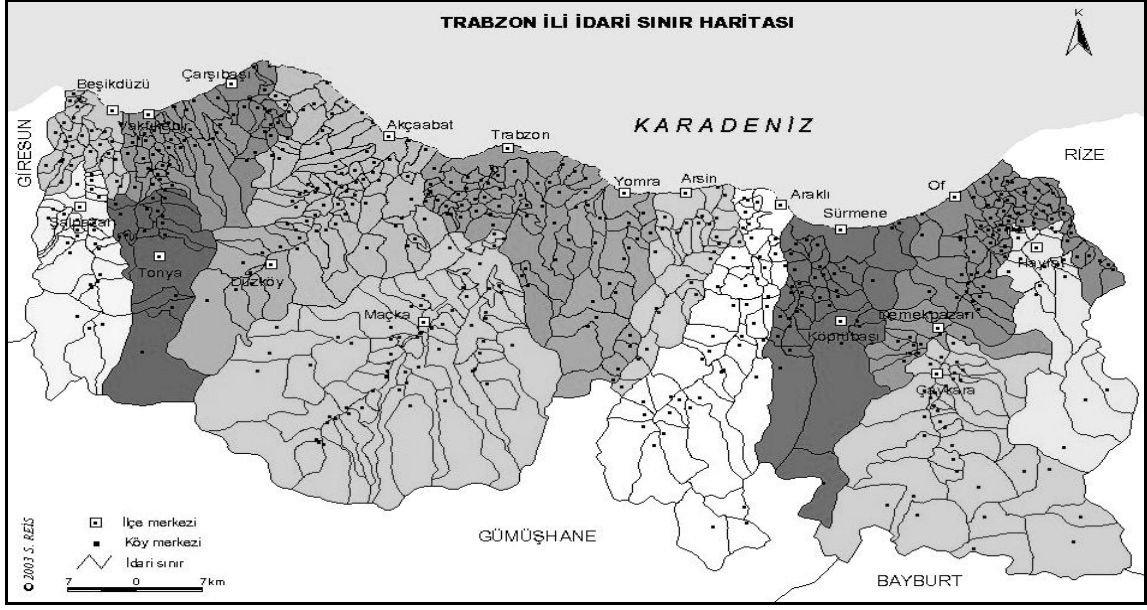 TRABZON İLİ İDARİ SINIR HARİTASI
K
Çarşıbaşı
Beşikdüzü
Vakfıkebir
Akçaabat
Trabzon
KARADENİZ
GİRESUN
RİZE
Yomra
Arsin
Araklı
Of
Şalpazarı
Sürmene
Tonya
Düzköy
Hayrat
Maçka
Köprübaşı
Dernekpazarı
Çaykara
GÜMÜŞHANE
BAYBURT
İlçe merkezi
Köy merkezi
İdari sınır
7 0 7 km
© 2003 S. REİS